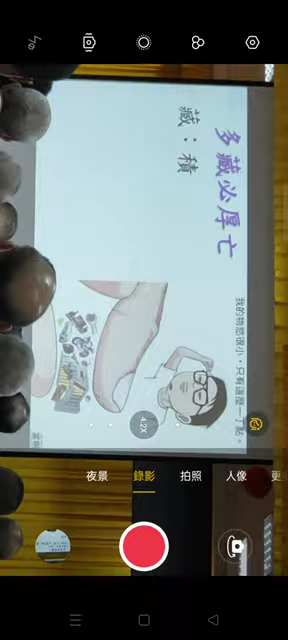 多藏必厚亡
藏：積
我的物慾很小，只有這麼一丁點。
4.2X
夜景
錄影
拍照
人像
更